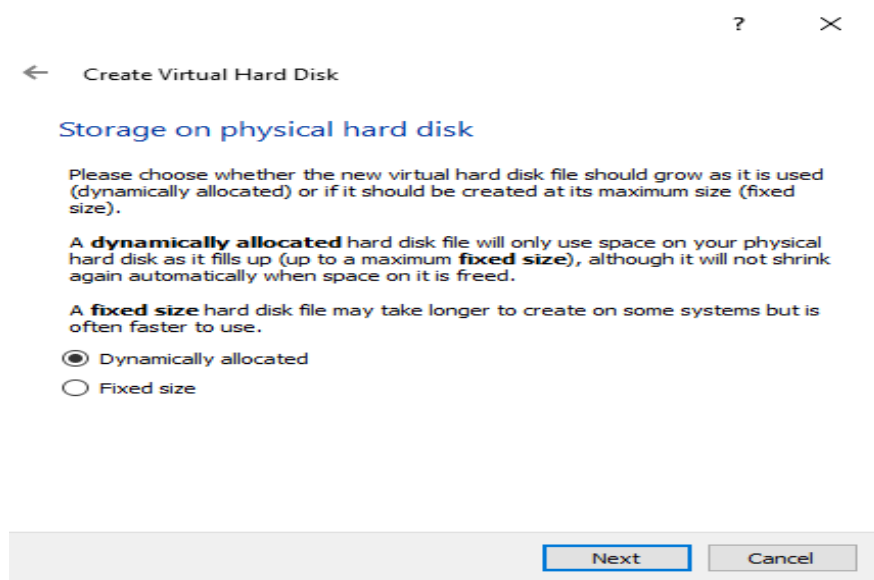 ?
Create Virtual Hard Disk
Storage on physical hard disk
Please choose whether the new virtual hard disk file should grow as it is used
(dynamically allocated) or if it should be created at its maximum size (fixed
size).
A dynamically allocated hard disk file will only use space on your physical
hard disk as it fills up (up to a maximum fixed size), although it will not shrink
again automatically when space on it is freed.
A fixed size hard disk file may take longer to create on some systems but is
often faster to use.
Dynamically allocated
Fixed size
Next Cancel